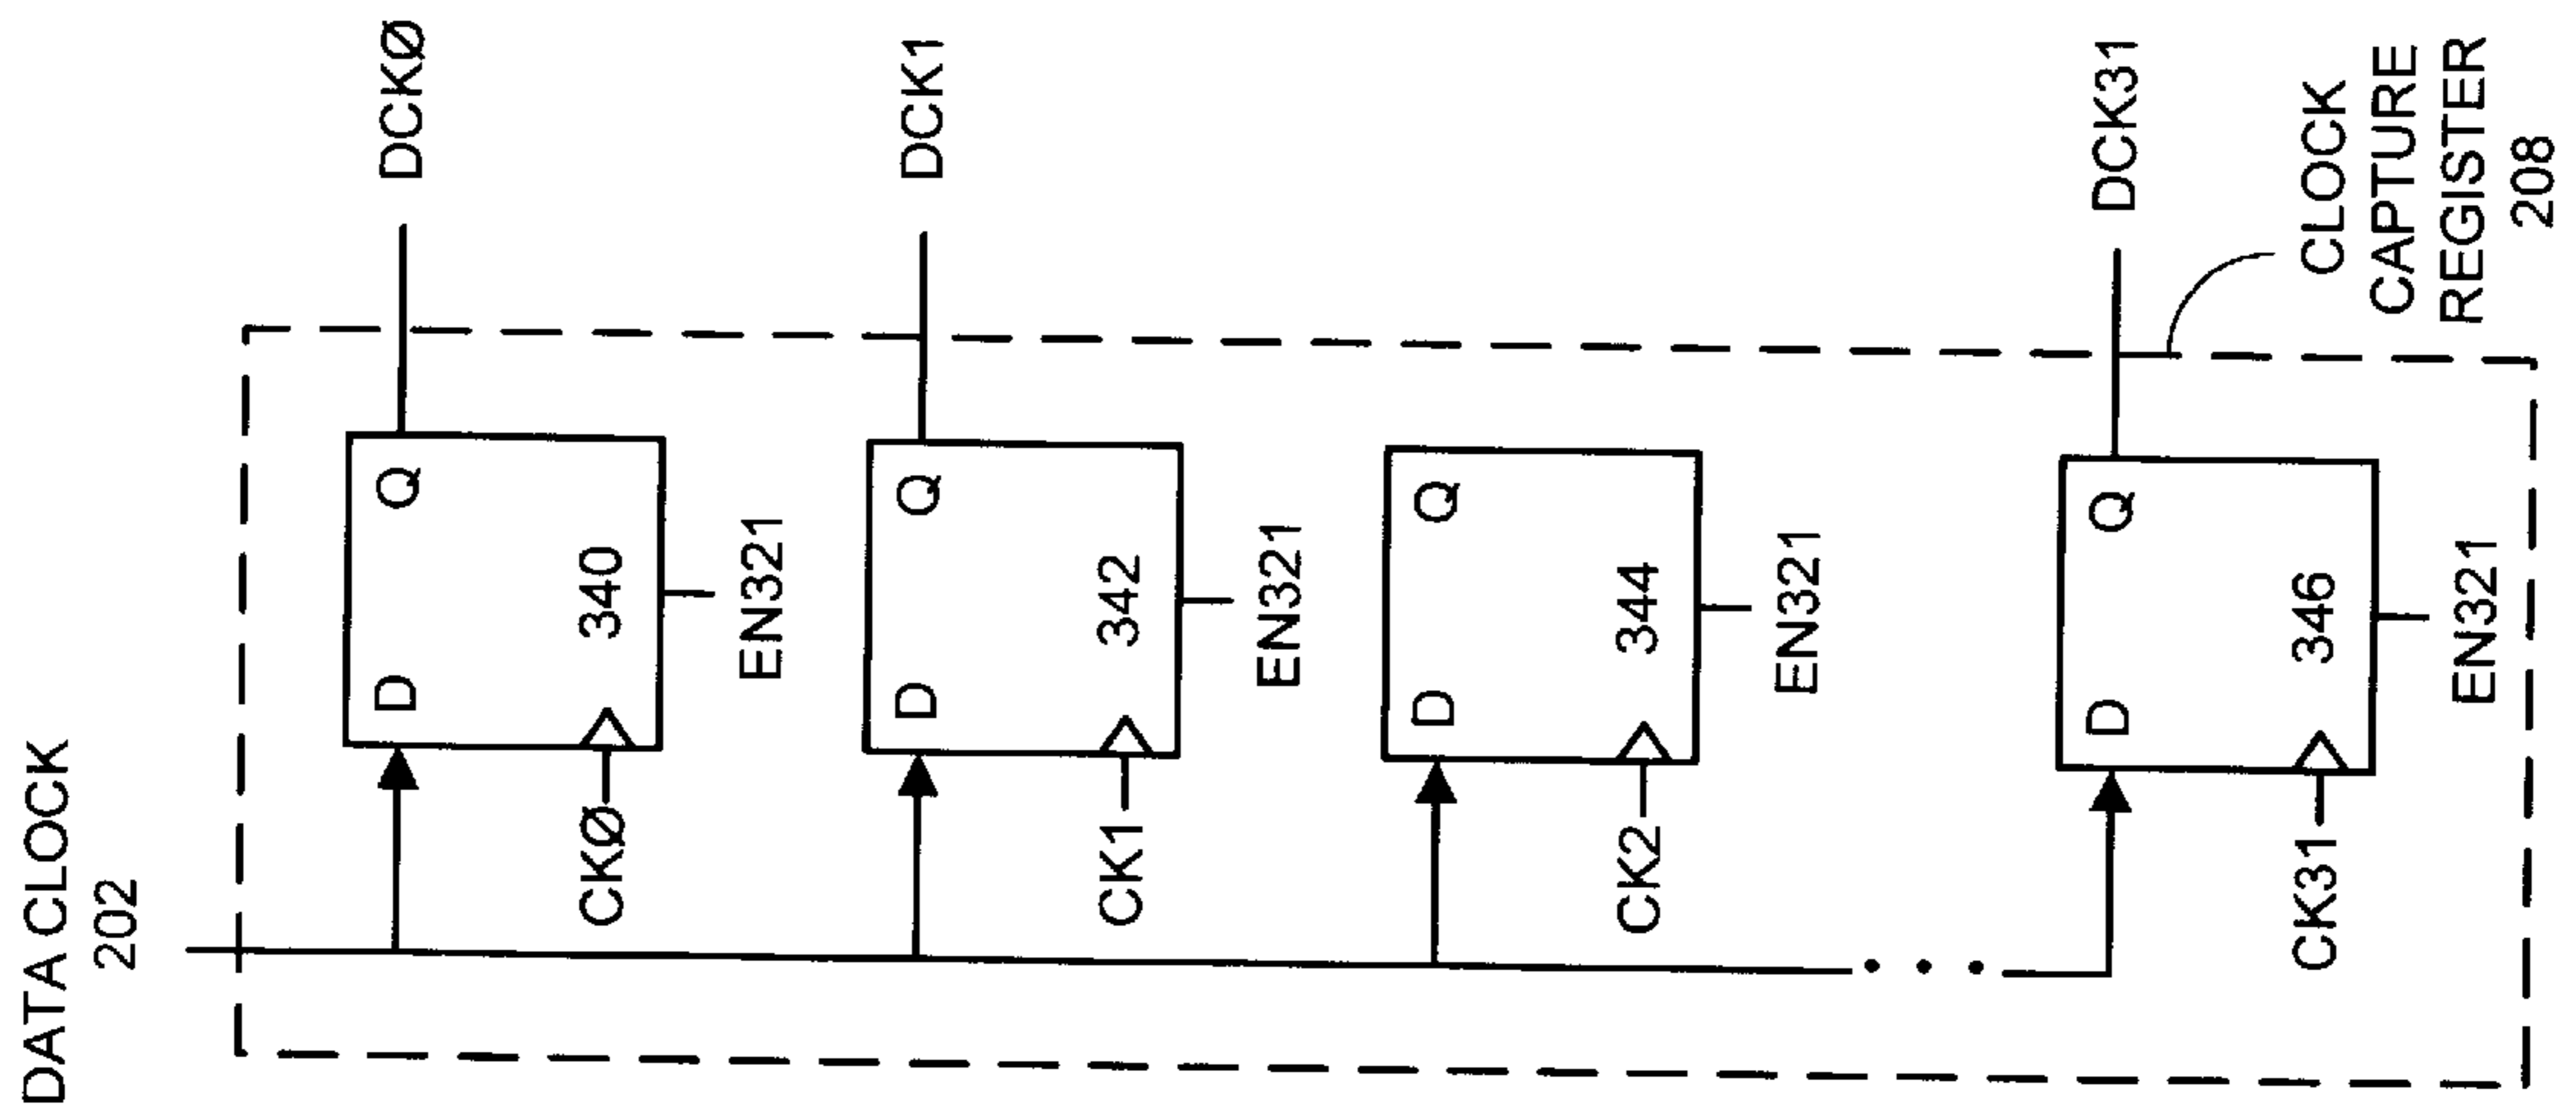 DATA CLOCK
202
D
Q
340
CKØ
EN321
DCKØ
D
Q
342
CK1
EN321
DCK1
D
Q
344
CK2
EN321
D
Q
346
CK31
EN321
DCK31
CLOCK
CAPTURE
REGISTER
208